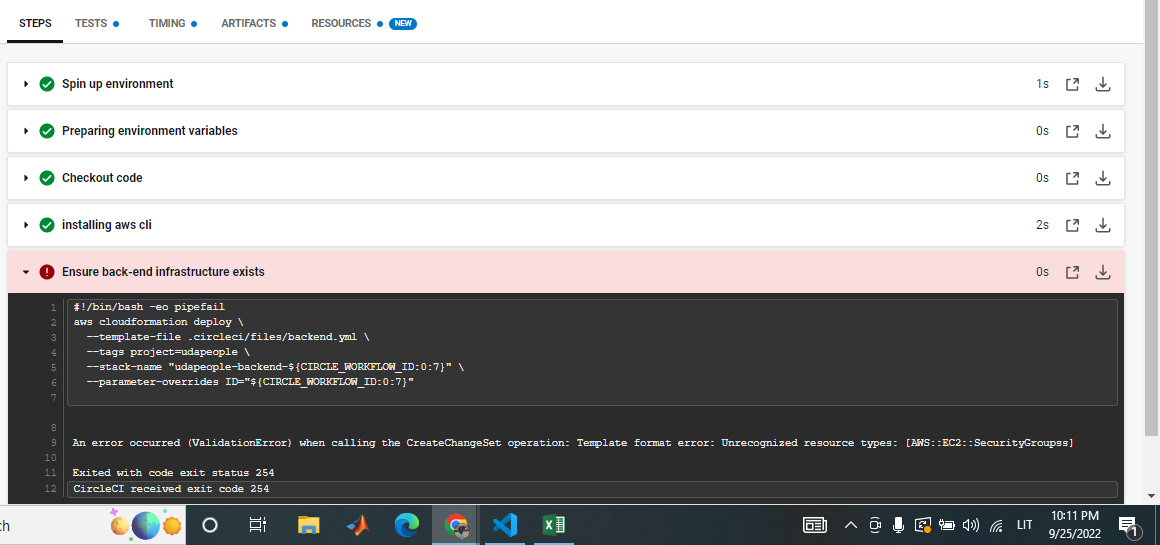 STEPS TESTS TIMING ARTIFACTS RESOURCES NEW
Spin up environment 1s
Preparing environment variables 0s
Checkout code 0s
installing aws cli 2s
Ensure back-end infrastructure exists 0s
1 #!/bin/bash -eo pipefail
2 aws cloudformation deploy \
3 --template-file .circleci/files/backend.yml \
4 --tags project=udapeople \
5 --stack-name "udapeople-backend-${CIRCLE_WORKFLOW_ID:0:7}" \
6 --parameter-overrides ID="${CIRCLE_WORKFLOW_ID:0:7}"
7
8
9 An error occurred (ValidationError) when calling the CreateChangeSet operation: Template format error: Unrecognized resource types: [AWS::EC2::SecurityGroupss]
10
11 Exited with code exit status 254
12 CircleCI received exit code 254
ch
LIT
10:11 PM
9/25/2022
1